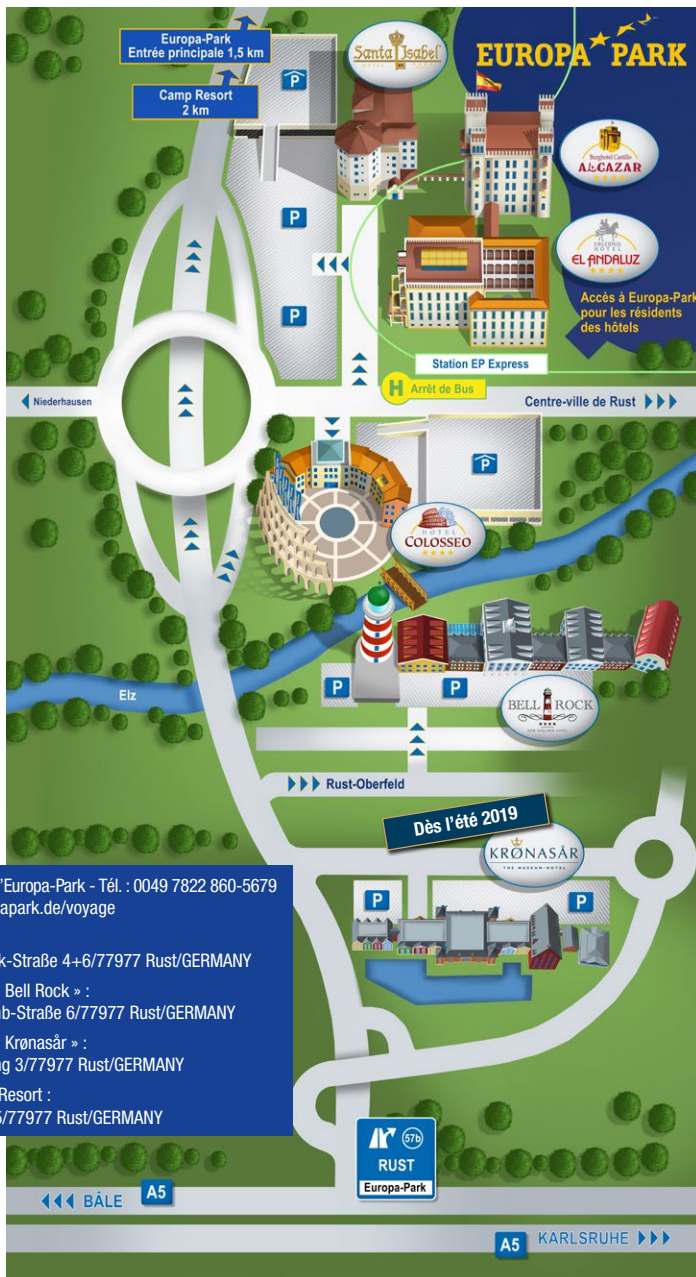 Europa-Park
Entrée principale 1,5 km
Camp Resort
2 km
P
Santa Isabel
HOTEL
EUROPA PARK
Burghotel Castillo
ALCAZAR
P
ERLEBNIS
HOTEL
EL ANDALUZ
P
Accès à Europa-Park
pour les résidents
des hôtels
Station EP Express
H Arrêt de Bus
Niederhausen
Centre-ville de Rust
P
HOTEL
COLOSSEO
Elz
P
P
BELL ROCK
Rust-Oberfeld
Dès l'été 2019
KRØNASÅR
THE MUSEUM-HOTEL
P
P
'Europa-Park - Tél. : 0049 7822 860-5679
apark.de/voyage
k-Straße 4+6/77977 Rust/GERMANY
Bell Rock » :
nb-Straße 6/77977 Rust/GERMANY
Krønasår » :
ng 3/77977 Rust/GERMANY
Resort :
5/77977 Rust/GERMANY
57b
RUST
Europa-Park
BÂLE A5
A5 KARLSRUHE